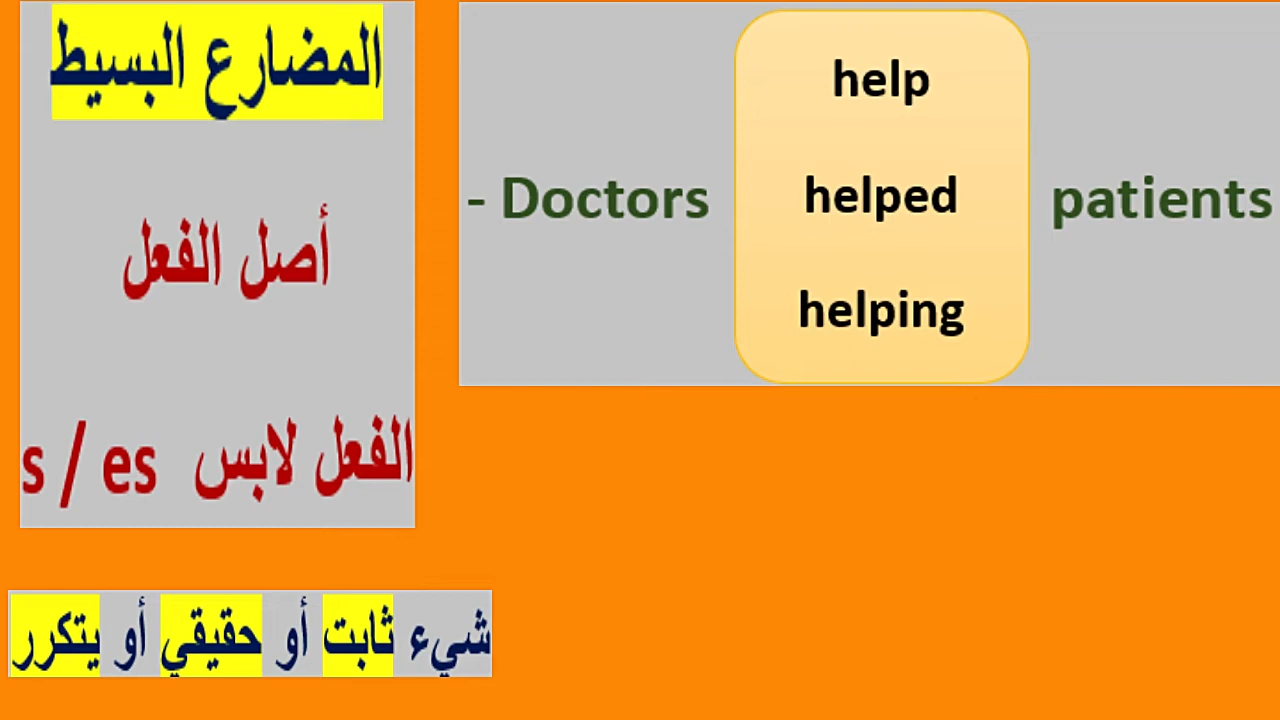 المضارع البسيط
أصل الفعل
الفعل لابس s / es
help
helped
helping
- Doctors
patients
شيء ثابت أو حقيقي أو يتكرر